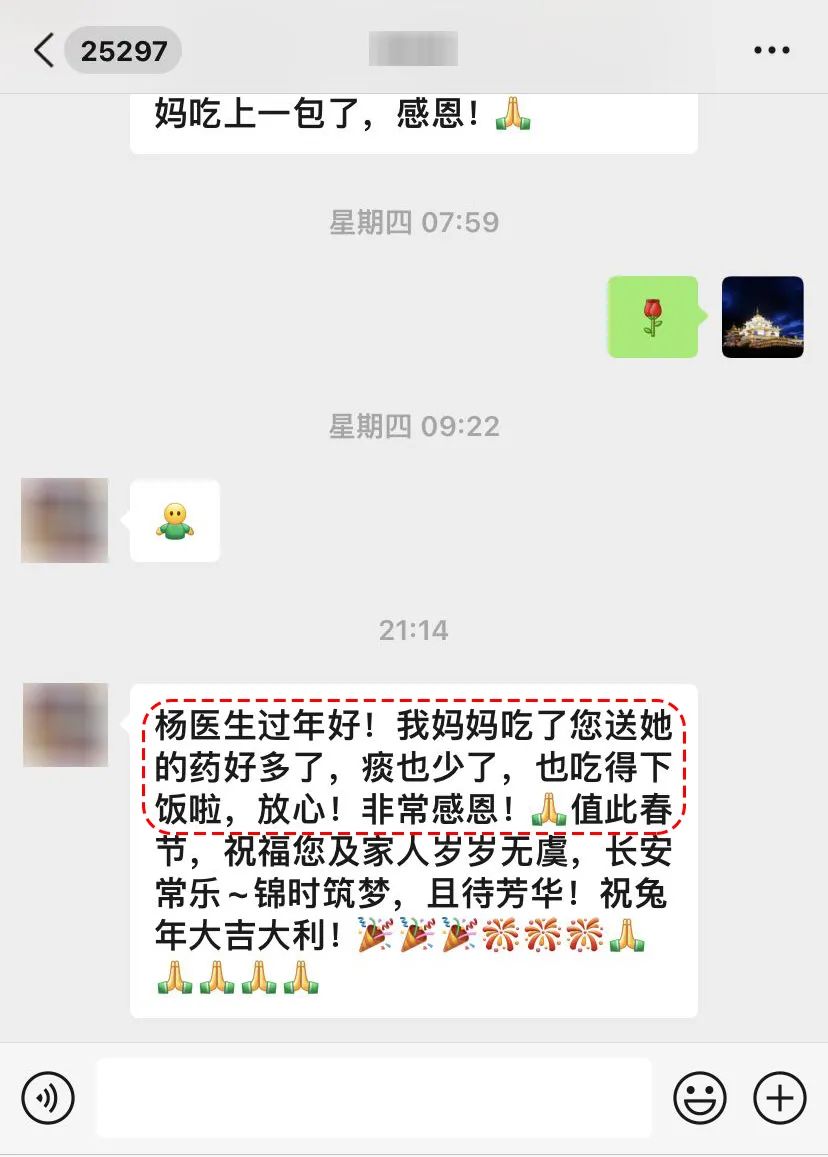 25297
妈吃上一包了，感恩！🙏
星期四 07:59
🌹
星期四 09:22
21:14
杨医生过年好！我妈妈吃了您送她
的药好多了，痰也少了，也吃得下
饭啦，放心！非常感恩！🙏值此春
节，祝福您及家人岁岁无虞，长安
常乐~锦时筑梦，且待芳华！祝兔
年大吉大利！🎉🎉🎉🎆🎆🎆🙏
🙏🙏🙏🙏